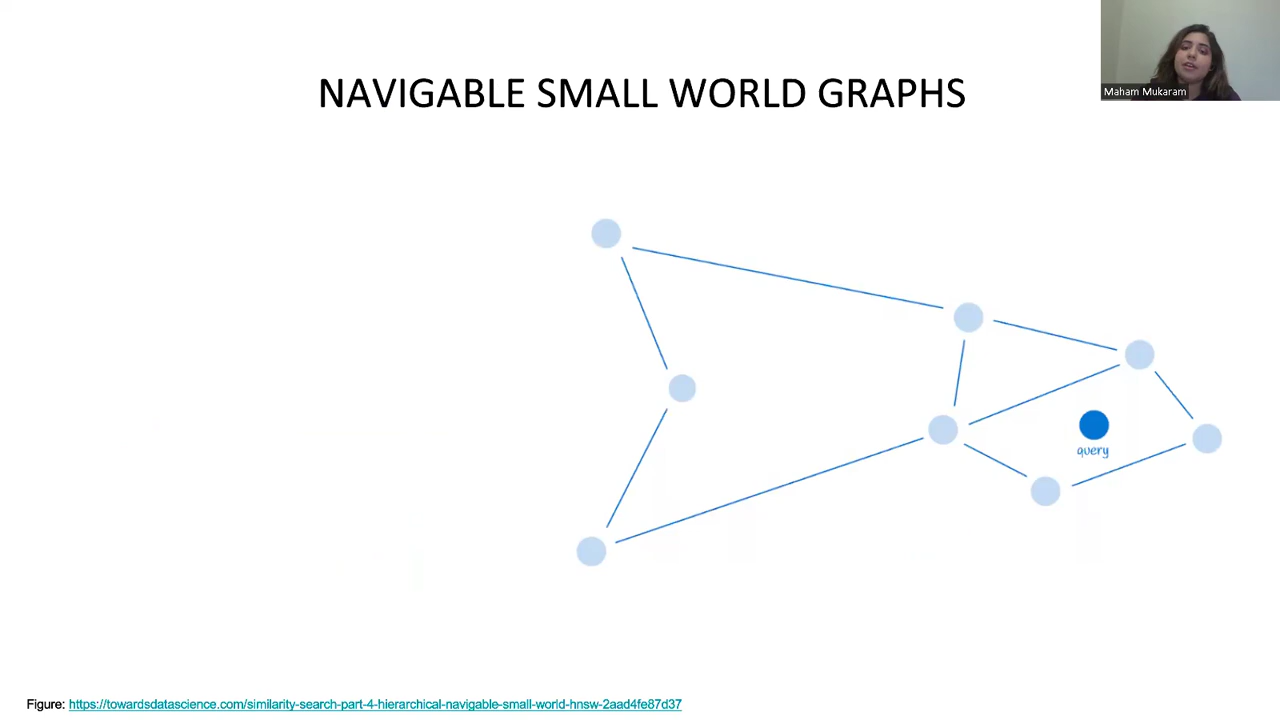 NAVIGABLE SMALL WORLD GRAPHS
Maham Mukaram
query
Figure: https://towardsdatascience.com/similarity-search-part-4-hierarchical-navigable-small-world-hnsw-2aad4fe87d37